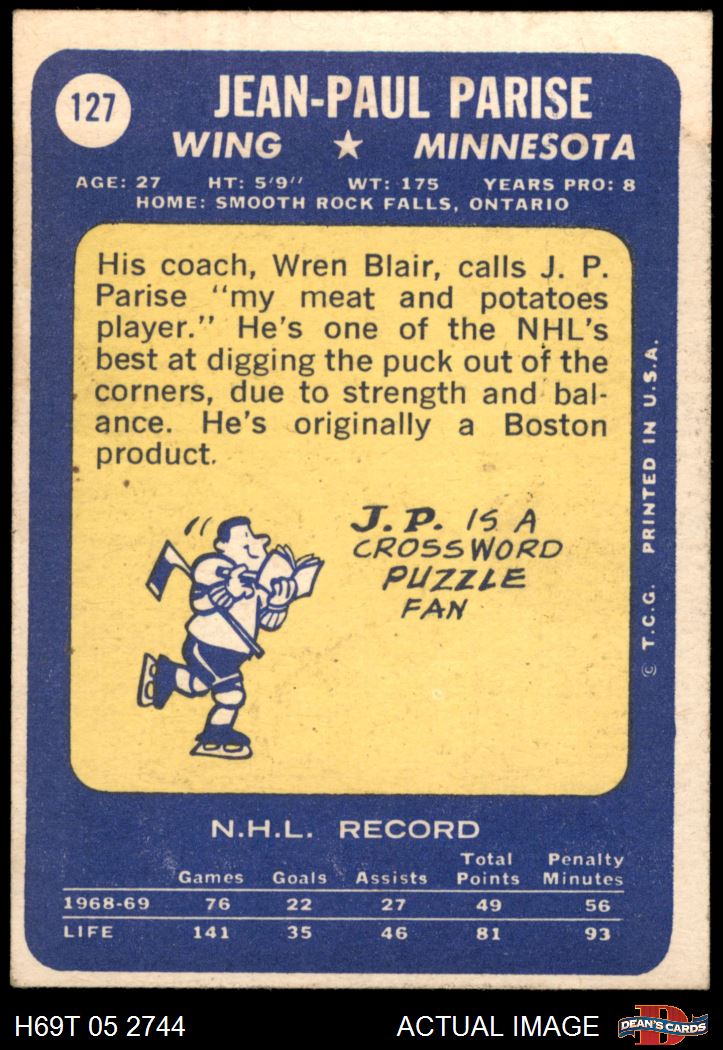 127
JEAN-PAUL PARISE
WING ★ MINNESOTA
AGE: 27 HT: 5'9'' WT: 175 YEARS PRO: 8
HOME: SMOOTH ROCK FALLS, ONTARIO
His coach, Wren Blair, calls J. P.
Parise "my meat and potatoes
player." He's one of the NHL's
best at digging the puck out of the
corners, due to strength and bal-
ance. He's originally a Boston
product.
J.P. IS A
CROSSWORD
PUZZLE
FAN
© T.C.G. PRINTED IN U.S.A.
N.H.L. RECORD
Games Goals Assists Total Points Penalty Minutes
1968-69 76 22 27 49 56
LIFE 141 35 46 81 93
H69T 05 2744 ACTUAL IMAGE
D
DEAN'S CARDS